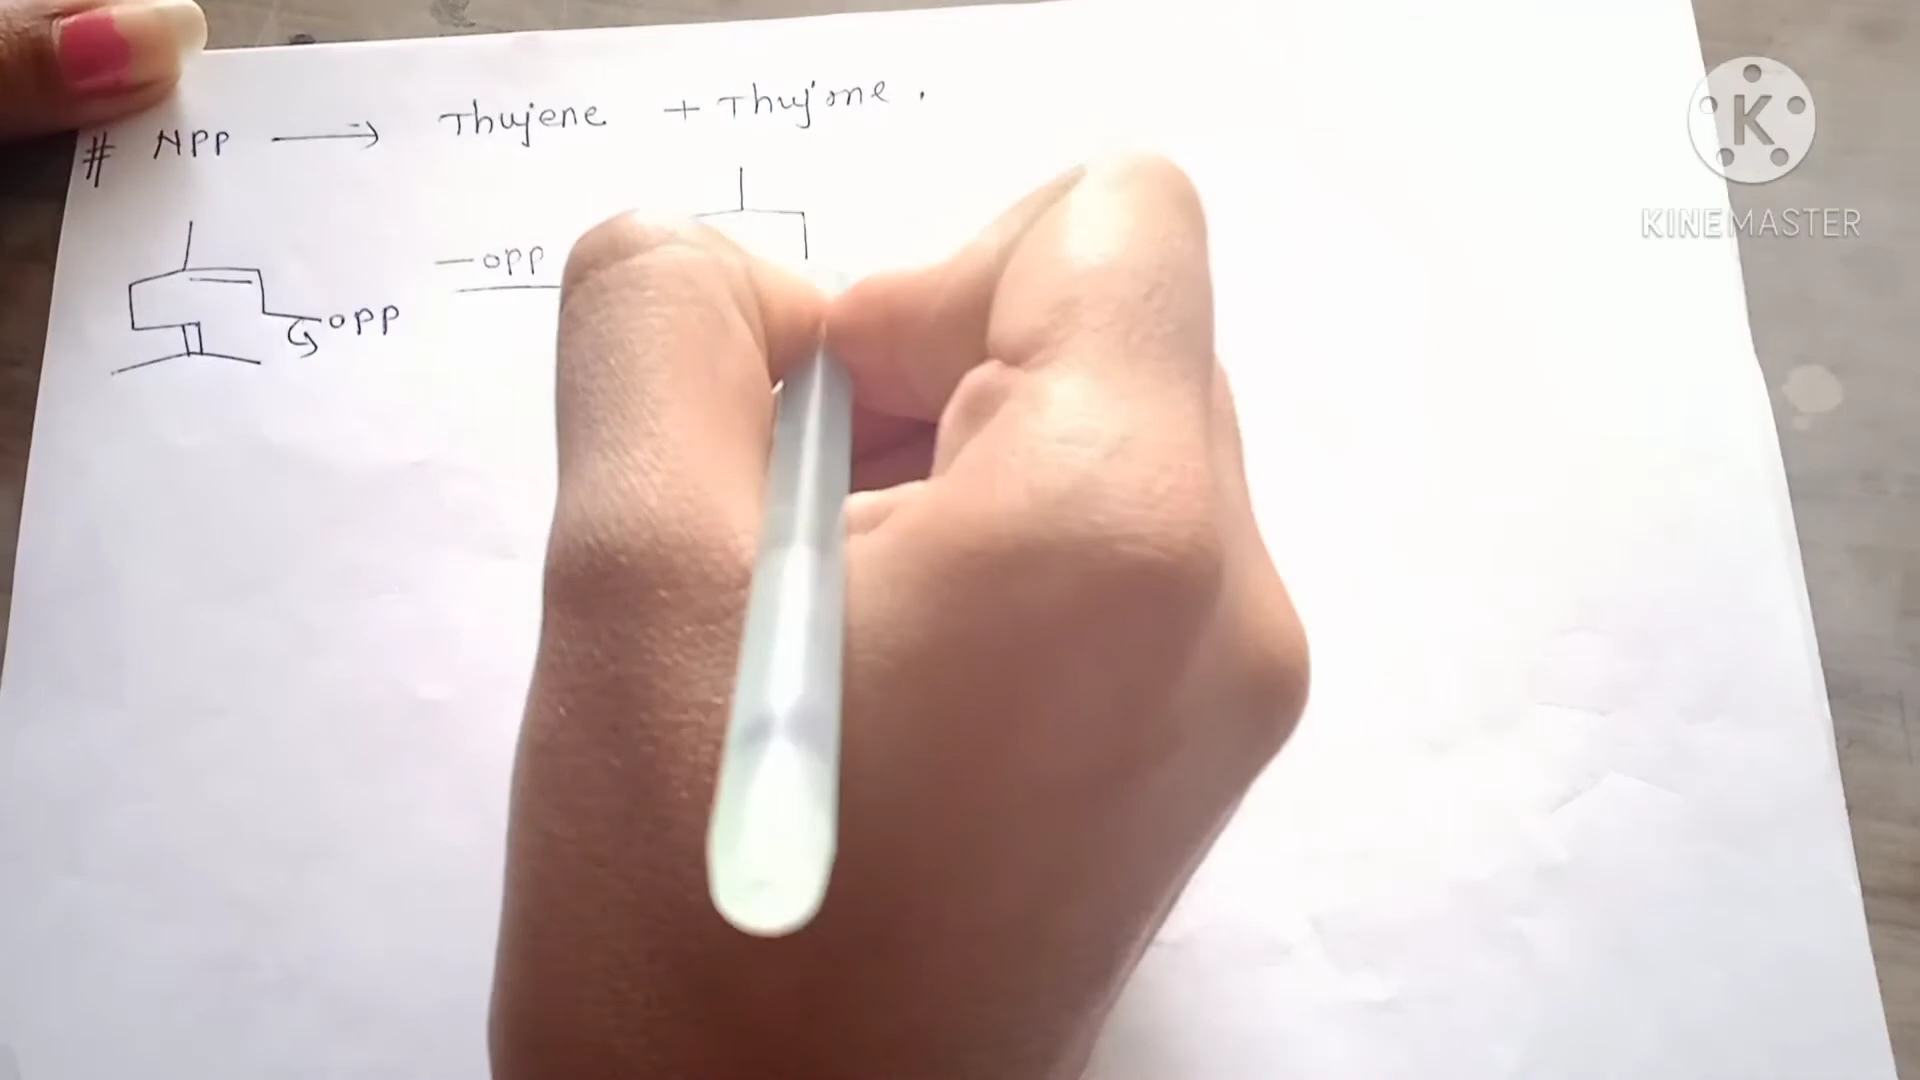 # NPP ⟶ Thujene + Thujone .
— OPP
OPP
K
KINEMASTER